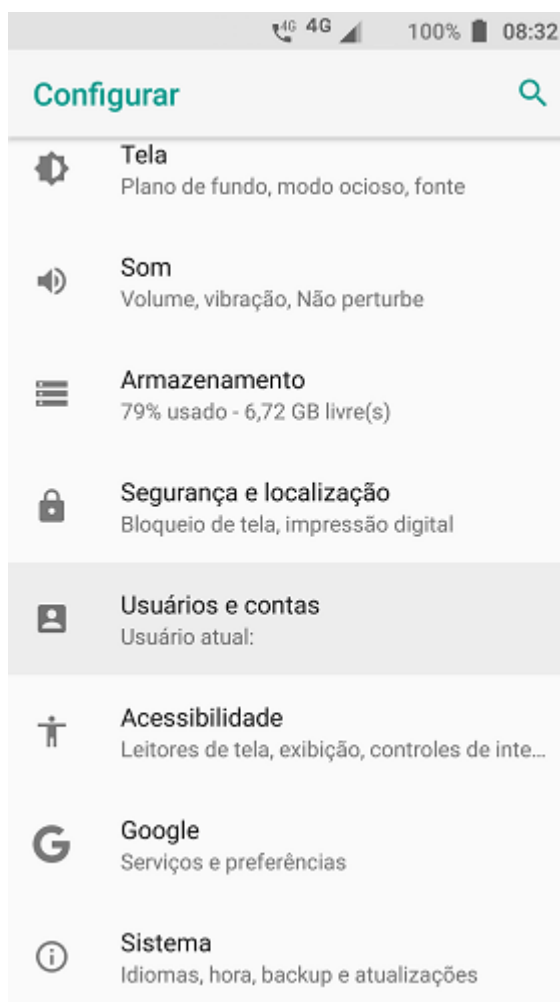 4G 4G 100% 08:32
Configurar
Tela
Plano de fundo, modo ocioso, fonte
Som
Volume, vibração, Não perturbe
Armazenamento
79% usado - 6,72 GB livre(s)
Segurança e localização
Bloqueio de tela, impressão digital
Usuários e contas
Usuário atual:
Acessibilidade
Leitores de tela, exibição, controles de inte...
Google
Serviços e preferências
Sistema
Idiomas, hora, backup e atualizações